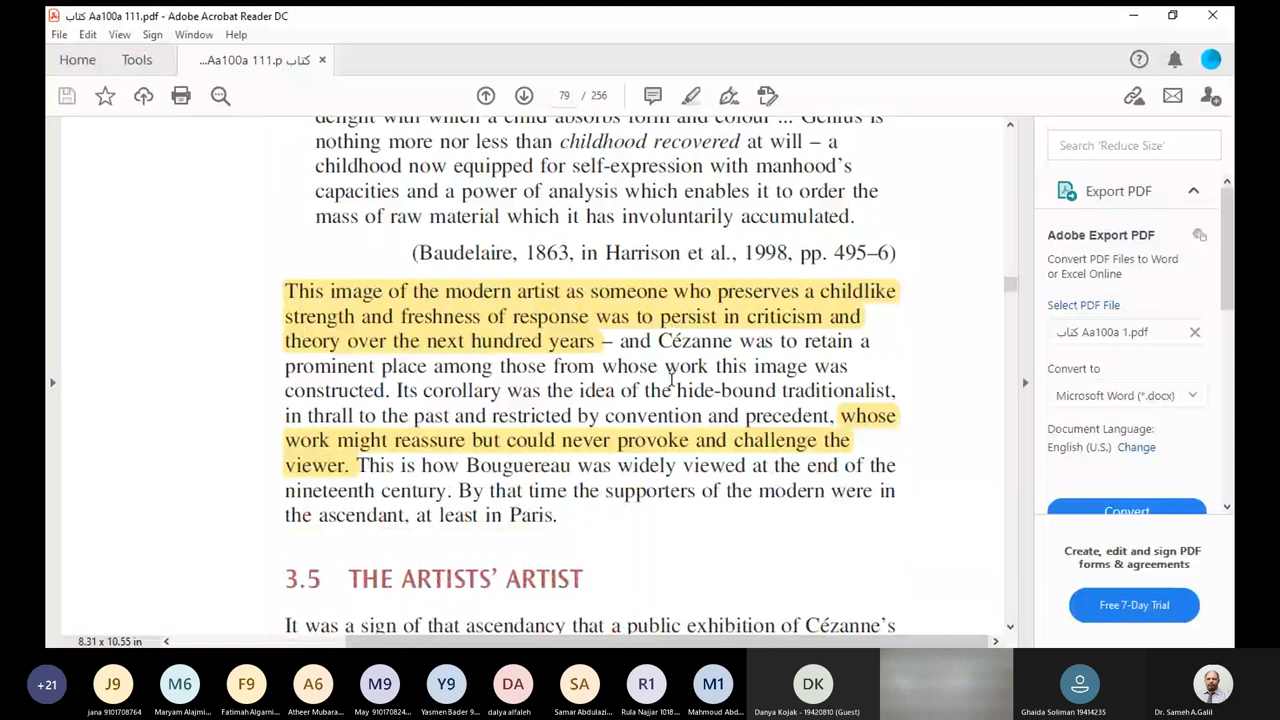 كتاب Aa100a 111.pdf - Adobe Acrobat Reader DC
File Edit View Sign Window Help
Home Tools ...Aa100a 111.p كتاب ×
79 / 256
Search 'Reduce Size'
delight with which a child absorbs form and colour ... Genius is
nothing more nor less than childhood recovered at will – a
childhood now equipped for self-expression with manhood's
capacities and a power of analysis which enables it to order the
mass of raw material which it has involuntarily accumulated.
(Baudelaire, 1863, in Harrison et al., 1998, pp. 495–6)
This image of the modern artist as someone who preserves a childlike
strength and freshness of response was to persist in criticism and
theory over the next hundred years – and Cézanne was to retain a
prominent place among those from whose work this image was
constructed. Its corollary was the idea of the hide-bound traditionalist,
in thrall to the past and restricted by convention and precedent, whose
work might reassure but could never provoke and challenge the
viewer. This is how Bouguereau was widely viewed at the end of the
nineteenth century. By that time the supporters of the modern were in
the ascendant, at least in Paris.
3.5 THE ARTISTS' ARTIST
It was a sign of that ascendancy that a public exhibition of Cézanne's
8.31 x 10.55 in
Export PDF
Adobe Export PDF
Convert PDF Files to Word
or Excel Online
Select PDF File
كتاب Aa100a 1.pdf
Convert to
Microsoft Word (*.docx)
Document Language:
English (U.S.) Change
Convert
Create, edit and sign PDF
forms & agreements
Free 7-Day Trial
+21 J9 M6 F9 A6 M9 Y9 DA SA R1 M1 DK
jana 9101708764
Maryam Alajmi...
Fatimah Algarni...
Atheer Mubara...
May 910170824...
Yasmen Bader 9...
dalya alfaleh
Samar Abdulazi...
Rula Najjar 1018...
Mahmoud Abd...
Danya Kojak - 19420810 (Guest)
Ghaida Soliman 19414235
Dr. Sameh A.Galil